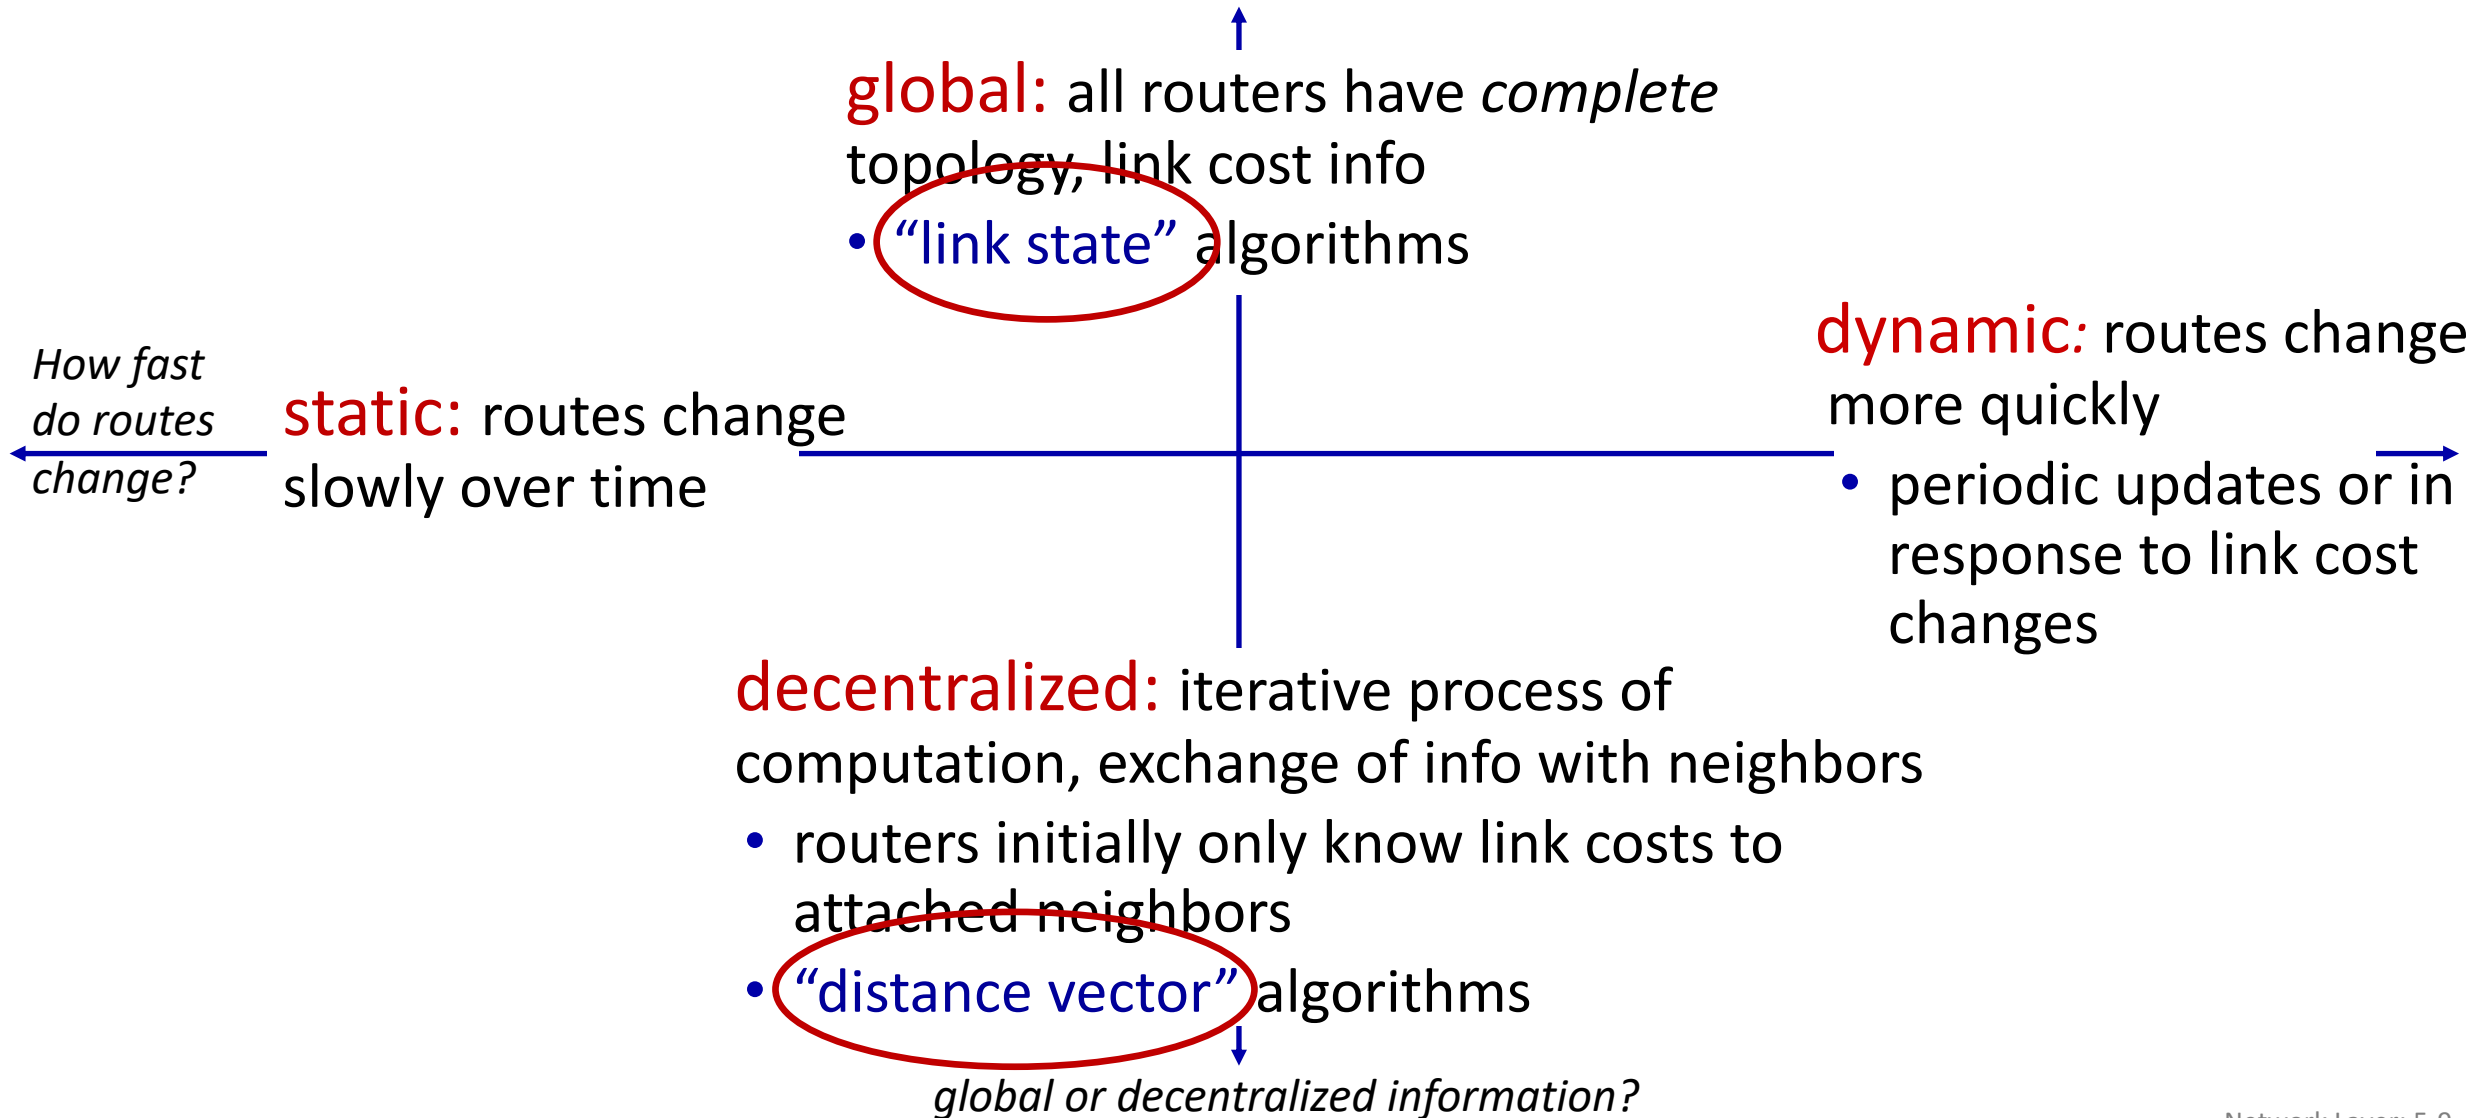 global: all routers have complete
topology, link cost info
• “link state” algorithms
How fast
do routes
change?
static: routes change
slowly over time
dynamic: routes change
more quickly
• periodic updates or in
response to link cost
changes
decentralized: iterative process of
computation, exchange of info with neighbors
• routers initially only know link costs to
attached neighbors
• “distance vector” algorithms
global or decentralized information?